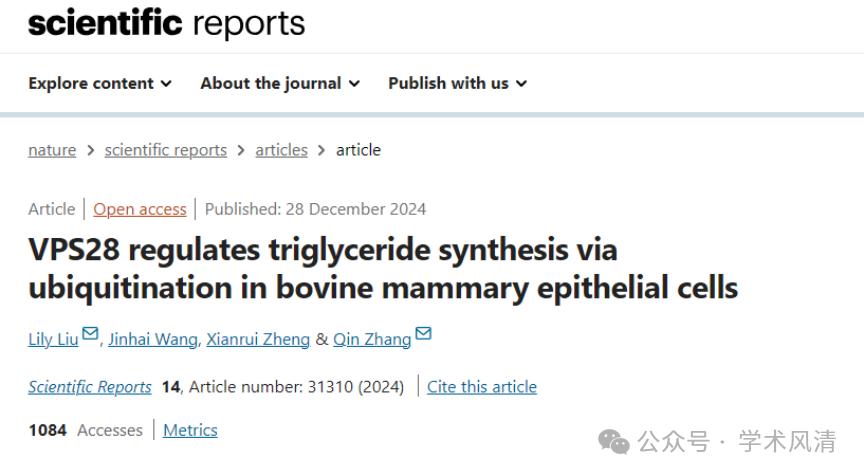 scientific reports
Explore content About the journal Publish with us
nature > scientific reports > articles > article
Article | Open access | Published: 28 December 2024
VPS28 regulates triglyceride synthesis via
ubiquitination in bovine mammary epithelial cells
Lily Liu, Jinhai Wang, Xianrui Zheng & Qin Zhang
Scientific Reports 14, Article number: 31310 (2024) | Cite this article
1084 Accesses | Metrics
公众号 · 学术风清